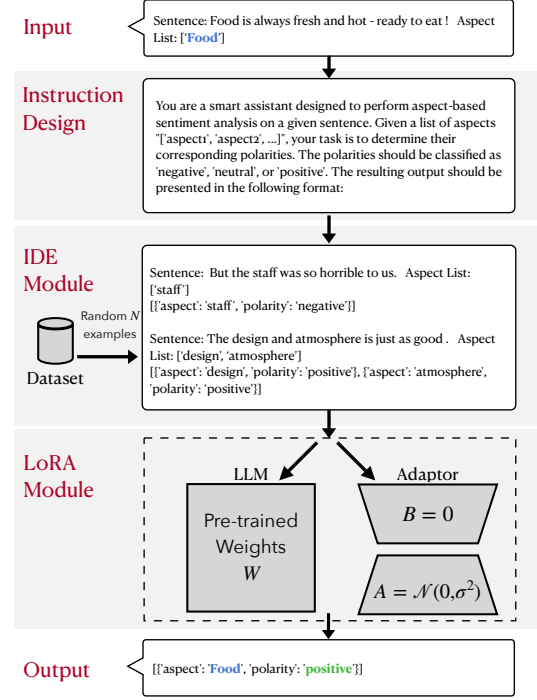 Input
Sentence: Food is always fresh and hot - ready to eat !   Aspect
List: ['Food']
Instruction
Design
You are a smart assistant designed to perform aspect-based
sentiment analysis on a given sentence. Given a list of aspects
"['aspect1', 'aspect2', ...]", your task is to determine their
corresponding polarities. The polarities should be classified as
'negative', 'neutral', or 'positive'. The resulting output should be
presented in the following format:
IDE
Module
Random N
examples
Dataset
Sentence:  But the staff was so horrible to us.   Aspect List:
['staff']
[{'aspect': 'staff', 'polarity': 'negative'}]
Sentence: The design and atmosphere is just as good .   Aspect
List: ['design', 'atmosphere']
[{'aspect': 'design', 'polarity': 'positive'}, {'aspect': 'atmosphere',
'polarity': 'positive'}]
LoRA
Module
LLM
Pre-trained
Weights
W
Adaptor
B = 0
A = 𝒩(0,σ²)
Output
[{'aspect': 'Food', 'polarity': 'positive'}]